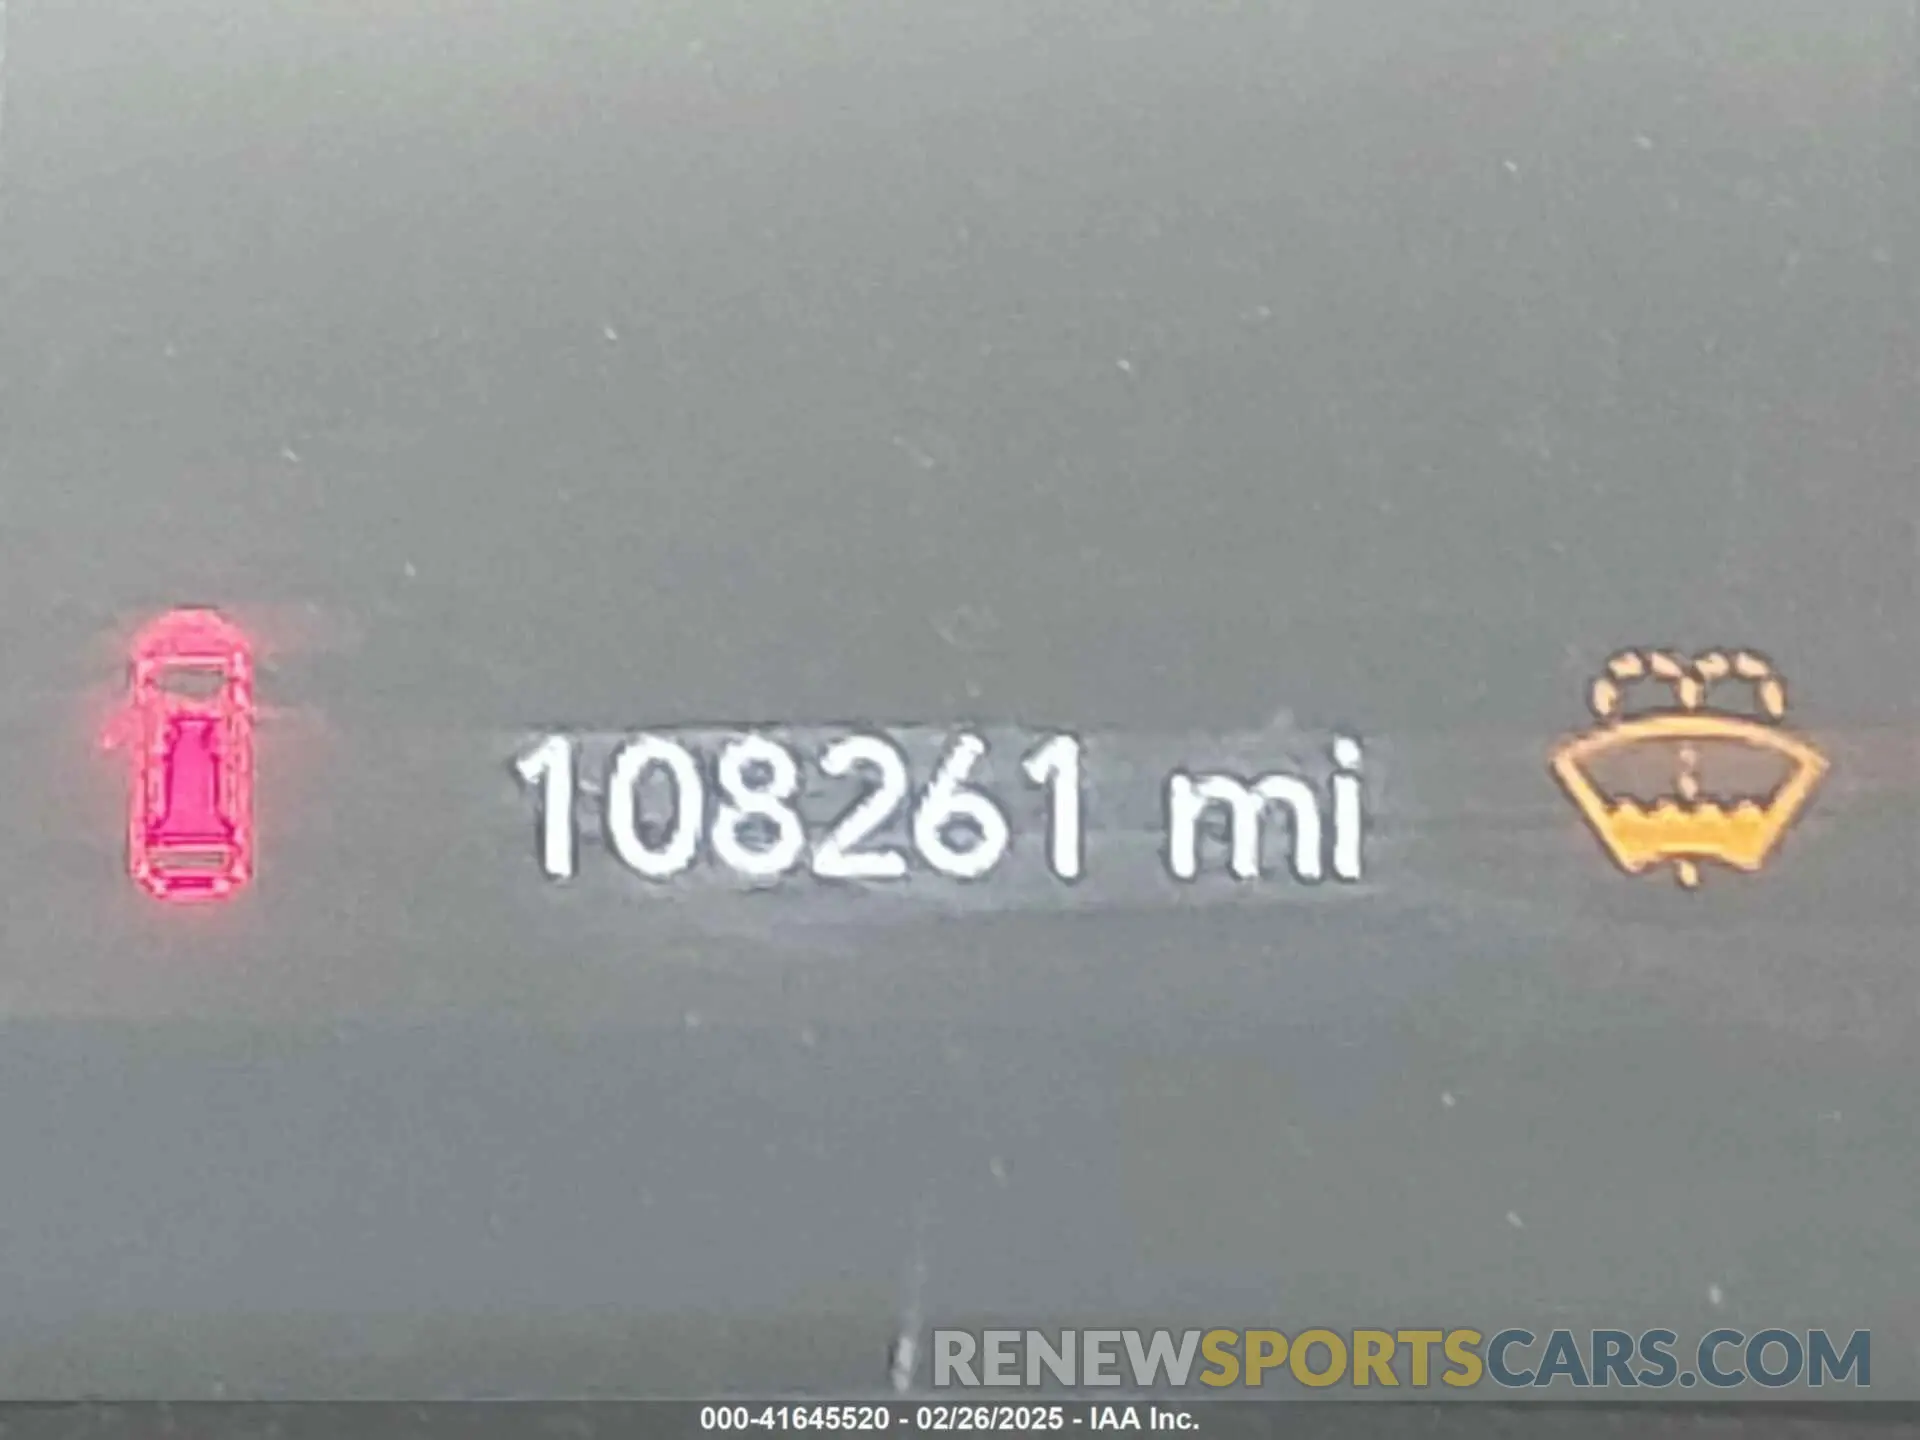 108261 mi
RENEWSPORTSCARS.COM
000-41645520 - 02/26/2025 - IAA Inc.